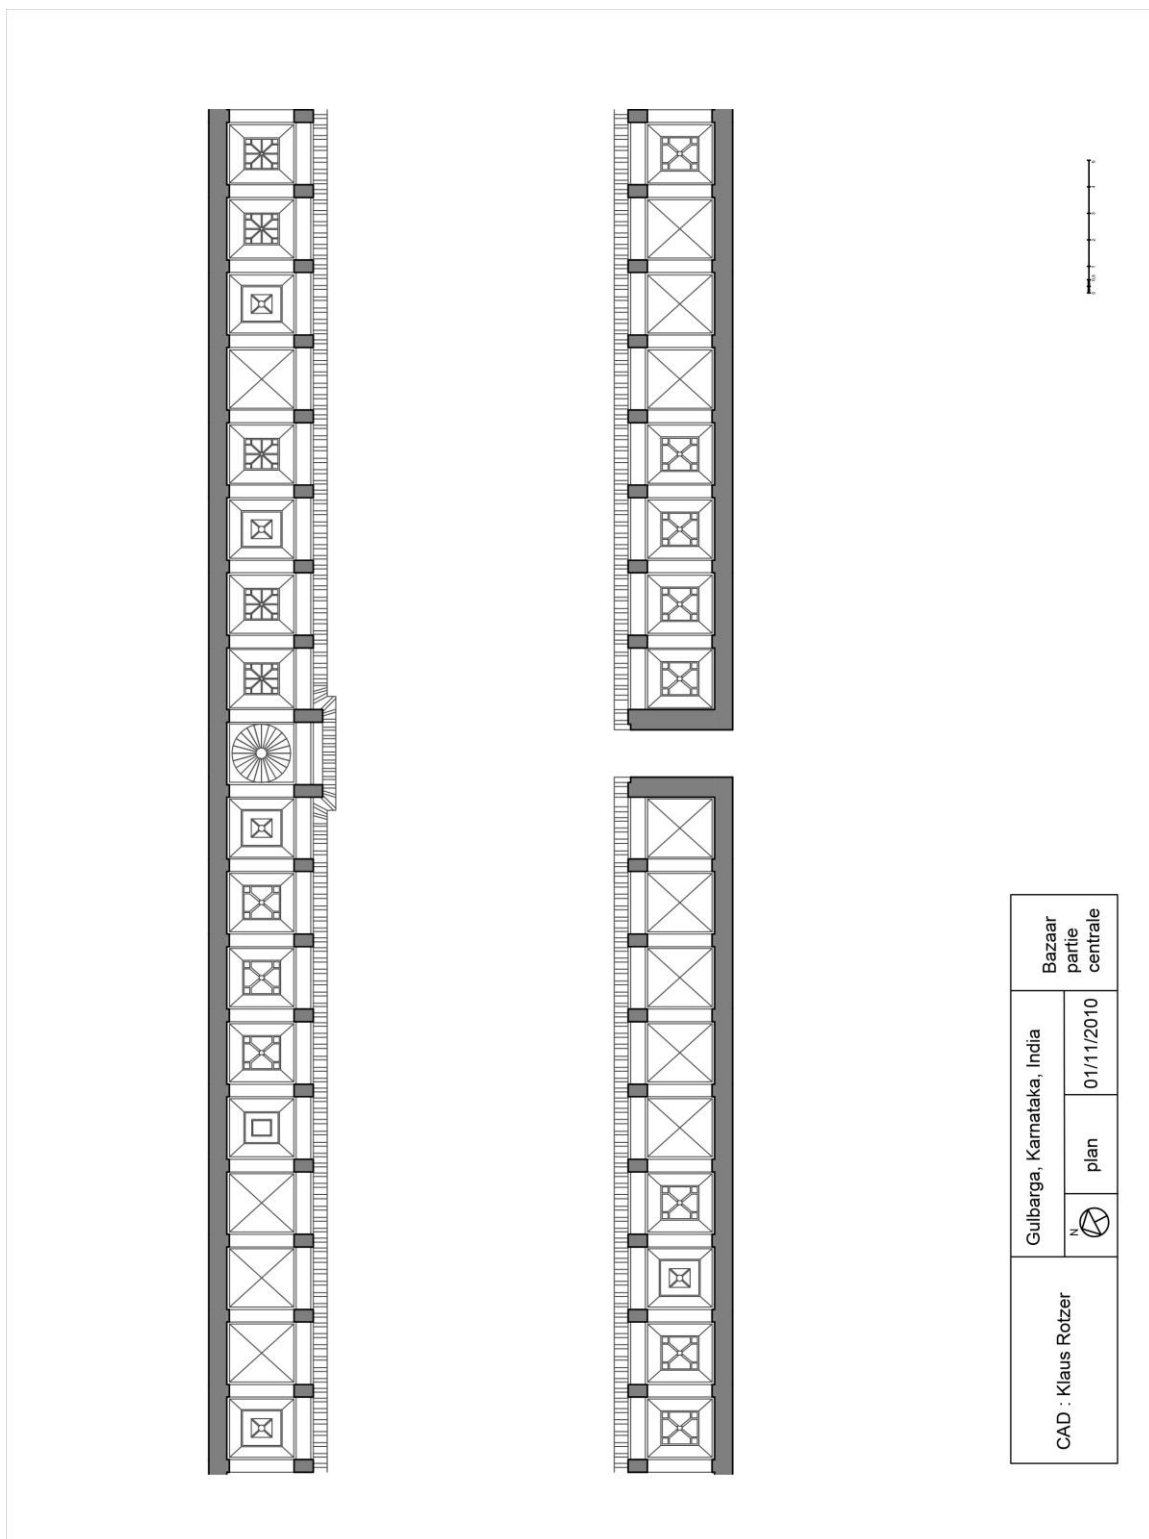 CAD : Klaus Rotzer
Gulbarga, Karnataka, India
N
plan
01/11/2010
Bazaar
partie
centrale